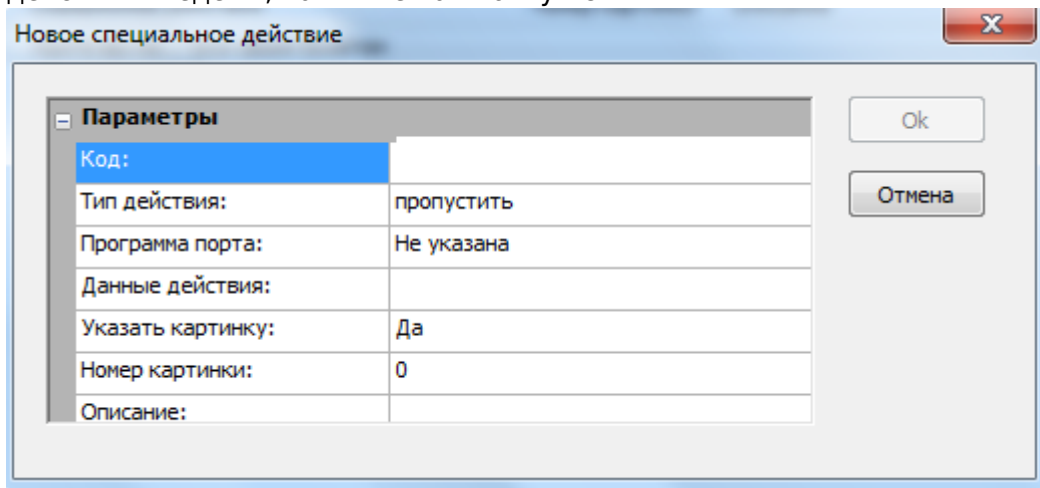 Новое специальное действие
Параметры
Ok
Код:
Тип действия: пропустить
Отмена
Программа порта: Не указана
Данные действия:
Указать картинку: Да
Номер картинки: 0
Описание: